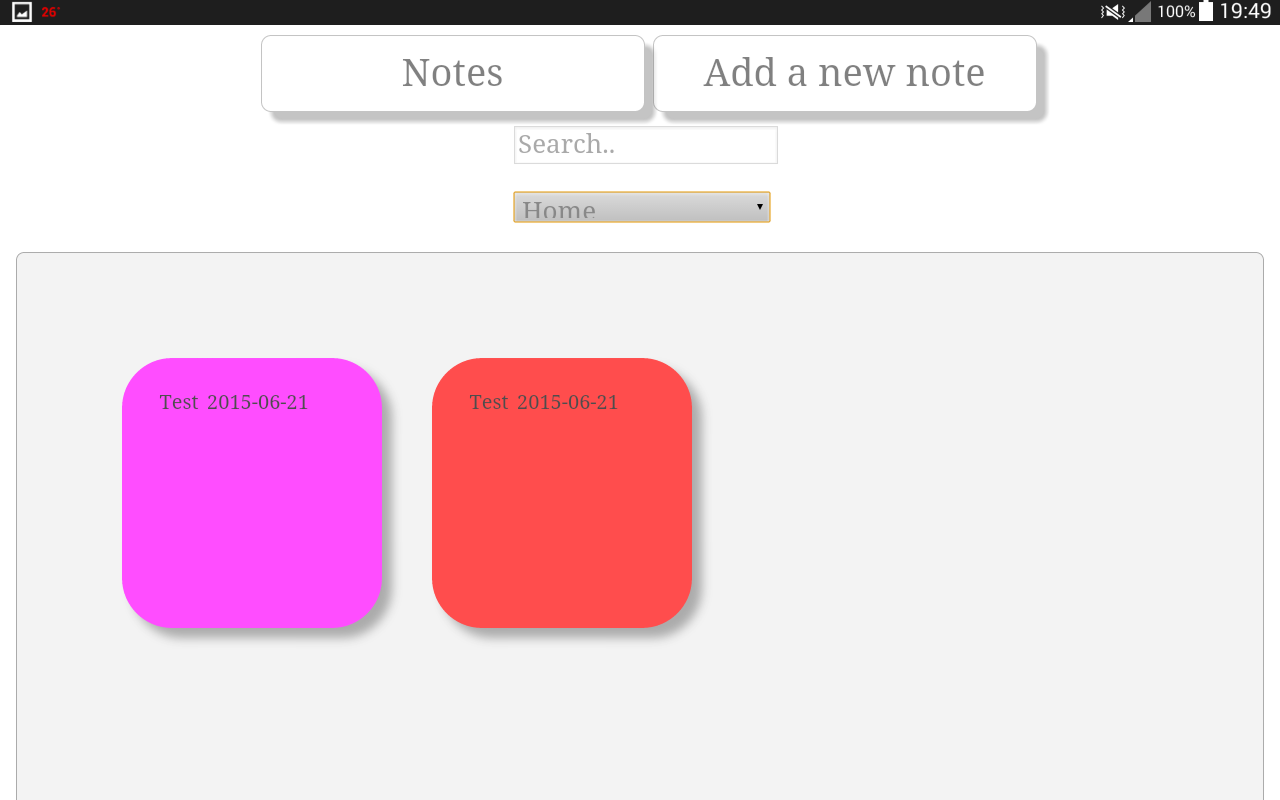 26° 100% 19:49
Notes Add a new note
Search..
Home
Test 2015-06-21 Test 2015-06-21